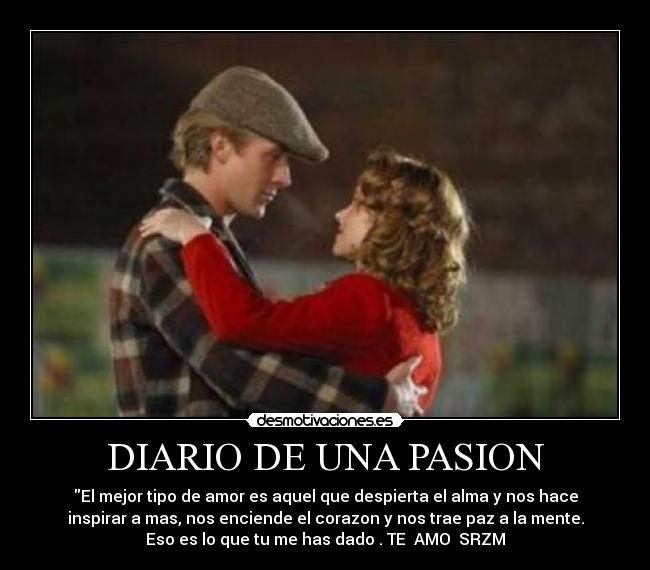 desmotivaciones.es
DIARIO DE UNA PASION
"El mejor tipo de amor es aquel que despierta el alma y nos hace
inspirar a mas, nos enciende el corazon y nos trae paz a la mente.
Eso es lo que tu me has dado . TE  AMO  SRZM